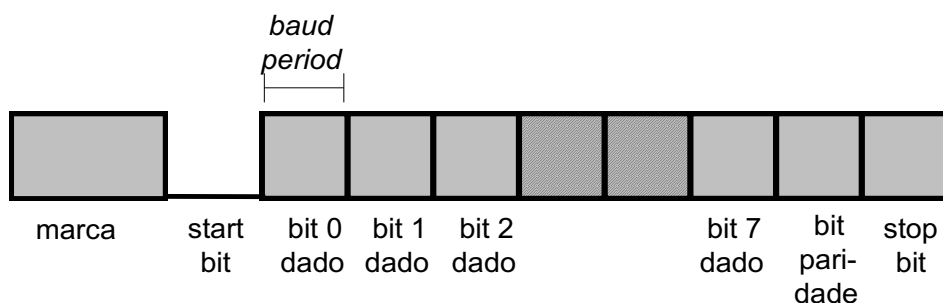 baud
period
marca
start
bit
bit 0
dado
bit 1
dado
bit 2
dado
bit 7
dado
bit
pari-
dade
stop
bit